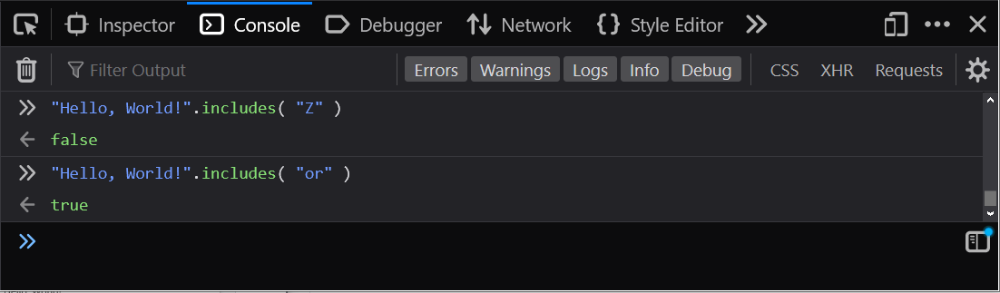 Inspector Console Debugger Network Style Editor
Filter Output Errors Warnings Logs Info Debug CSS XHR Requests
"Hello, World!".includes( "Z" )
false
"Hello, World!".includes( "or" )
true